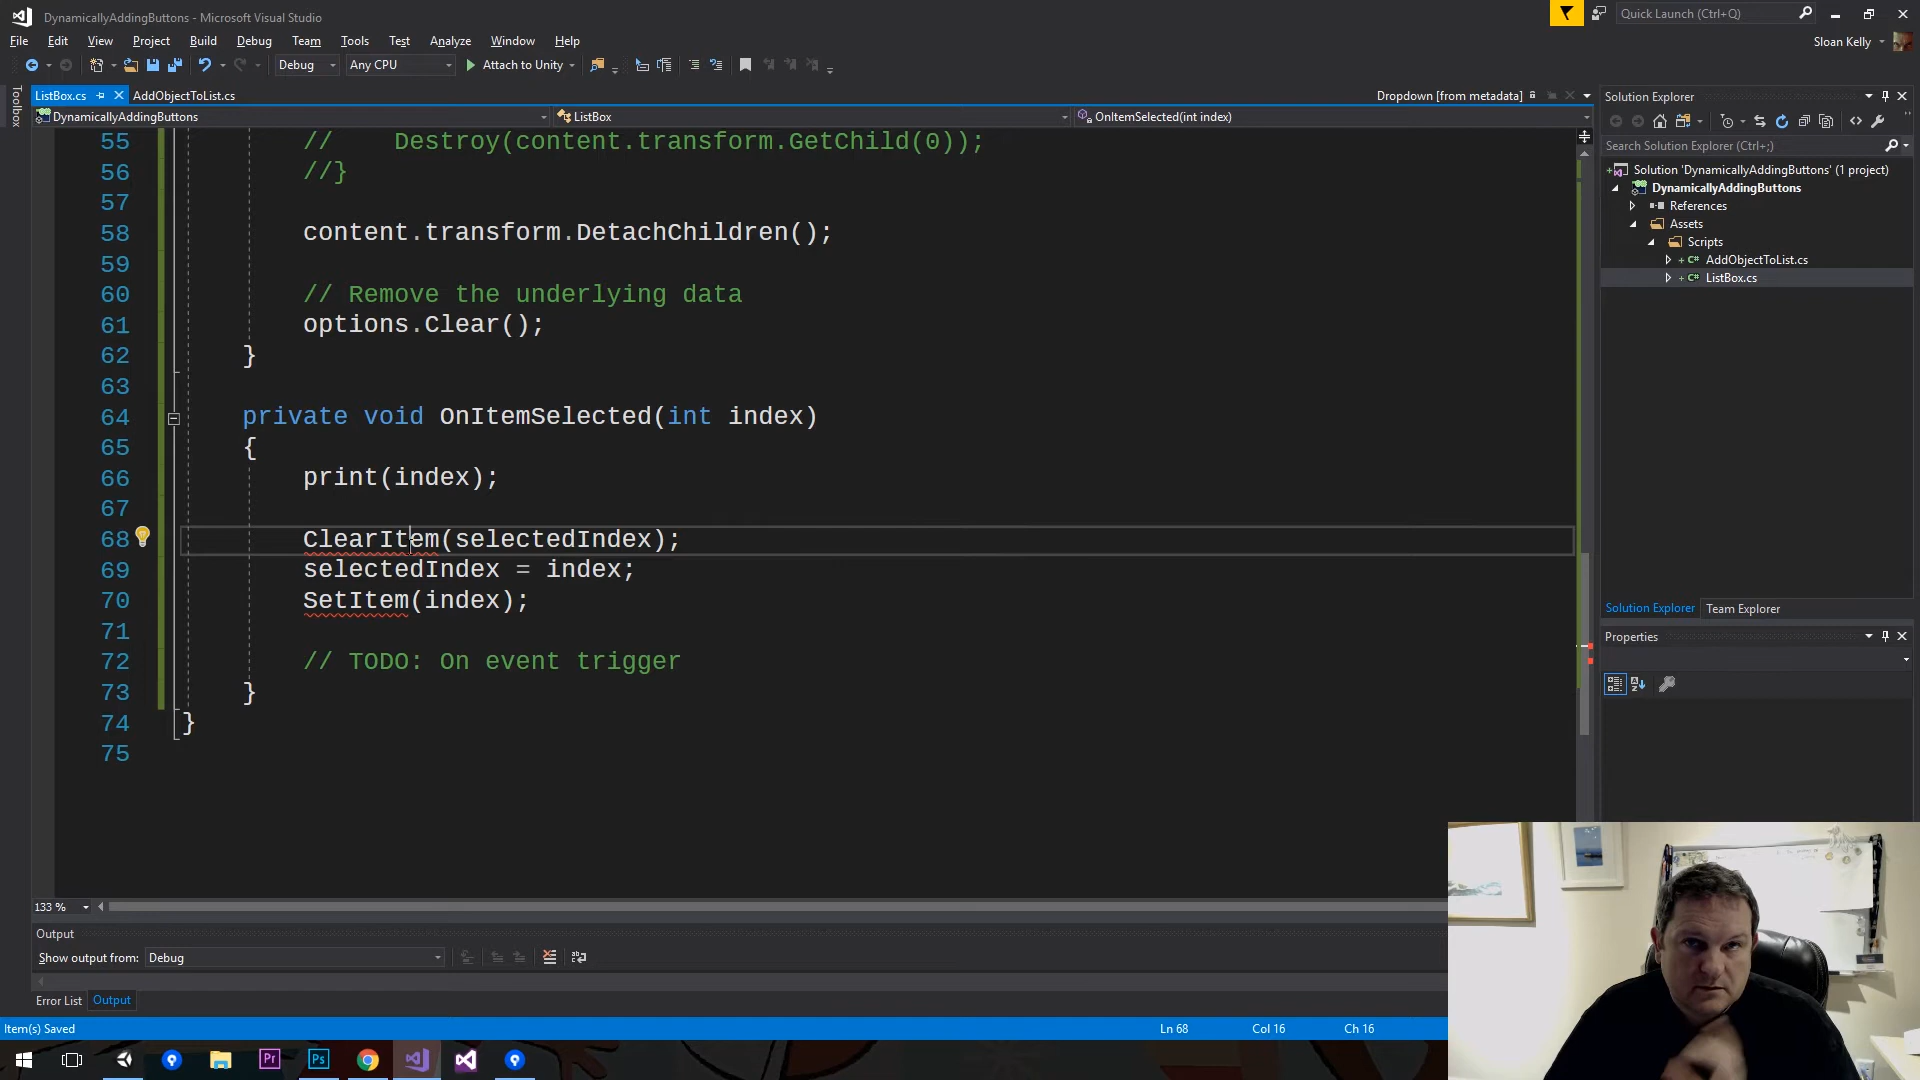 DynamicallyAddingButtons - Microsoft Visual Studio
Quick Launch (Ctrl+Q)
File Edit View Project Build Debug Team Tools Test Analyze Window Help
Sloan Kelly
Debug Any CPU Attach to Unity
Toolbox
ListBox.cs AddObjectToList.cs
Dropdown [from metadata]
DynamicallyAddingButtons ListBox OnItemSelected(int index)
55 // Destroy(content.transform.GetChild(0));
56 //}
57
58 content.transform.DetachChildren();
59
60 // Remove the underlying data
61 options.Clear();
62 }
63
64 private void OnItemSelected(int index)
65 {
66 print(index);
67
68 ClearItem(selectedIndex);
69 selectedIndex = index;
70 SetItem(index);
71
72 // TODO: On event trigger
73 }
74 }
75
133 %
Solution Explorer
Search Solution Explorer (Ctrl+;)
Solution 'DynamicallyAddingButtons' (1 project)
DynamicallyAddingButtons
References
Assets
Scripts
C# AddObjectToList.cs
C# ListBox.cs
Solution Explorer Team Explorer
Properties
Output
Show output from: Debug
Error List Output
Item(s) Saved
Ln 68 Col 16 Ch 16
Pr
Ps